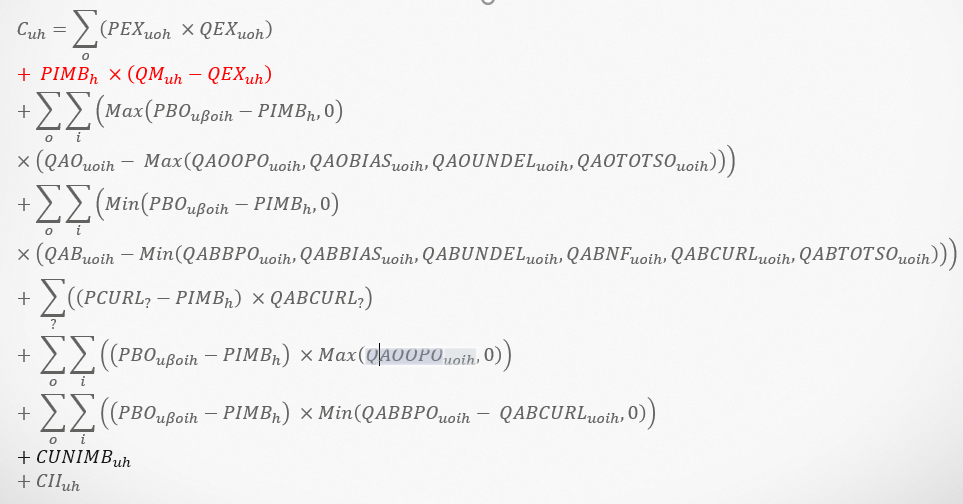 C_uh = ∑_o (PEX_uoh × QEX_uoh)
+ PIMB_h × (QM_uh − QEX_uh)
+ ∑_o ∑_i (Max(PBO_uβoih − PIMB_h, 0)
× (QAO_uoih − Max(QAOOPO_uoih, QAOBIAS_uoih, QAOUNDEL_uoih, QAOTOTSO_uoih)))
+ ∑_o ∑_i (Min(PBO_uβoih − PIMB_h, 0)
× (QAB_uoih − Min(QABBPO_uoih, QABBIAS_uoih, QABUNDEL_uoih, QABNF_uoih, QABCURL_uoih, QABTOTSO_uoih)))
+ ∑_? ((PCURL_? − PIMB_h) × QABCURL_?)
+ ∑_o ∑_i ((PBO_uβoih − PIMB_h) × Max(QAOOPO_uoih, 0))
+ ∑_o ∑_i ((PBO_uβoih − PIMB_h) × Min(QABBPO_uoih − QABCURL_uoih, 0))
+ CUNIMB_uh
+ CII_uh